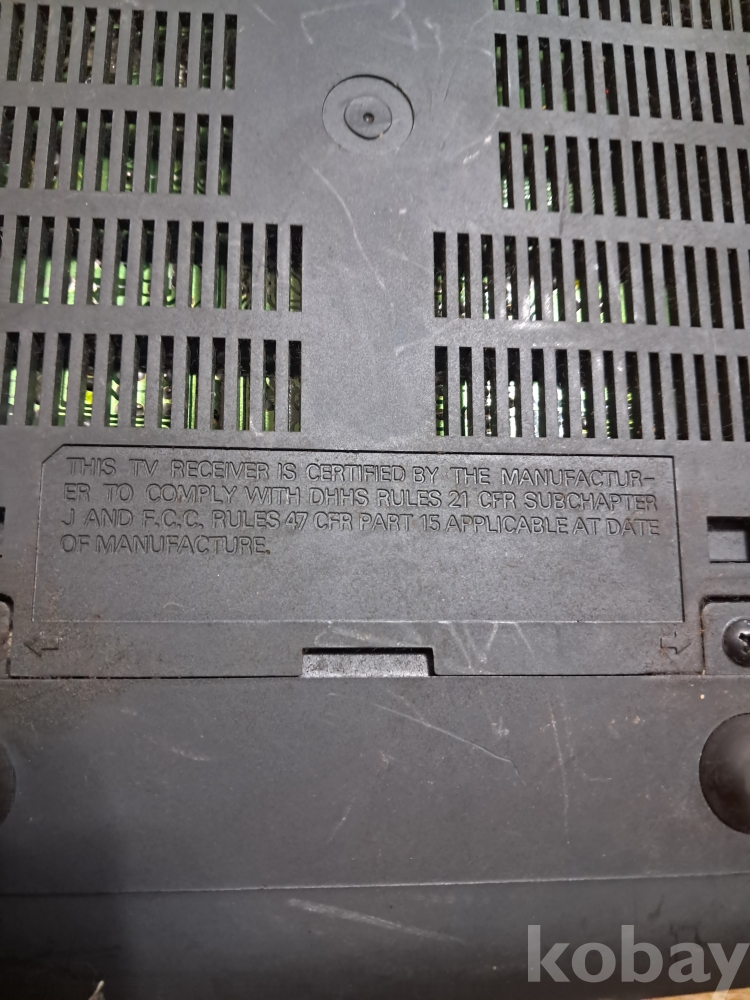 THIS TV RECEIVER IS CERTIFIED BY THE MANUFACTUR-
ER TO COMPLY WITH DHHS RULES 21 CFR SUBCHAPTER
J AND F.C.C. RULES 47 CFR PART 15 APPLICABLE AT DATE
OF MANUFACTURE.
kobay